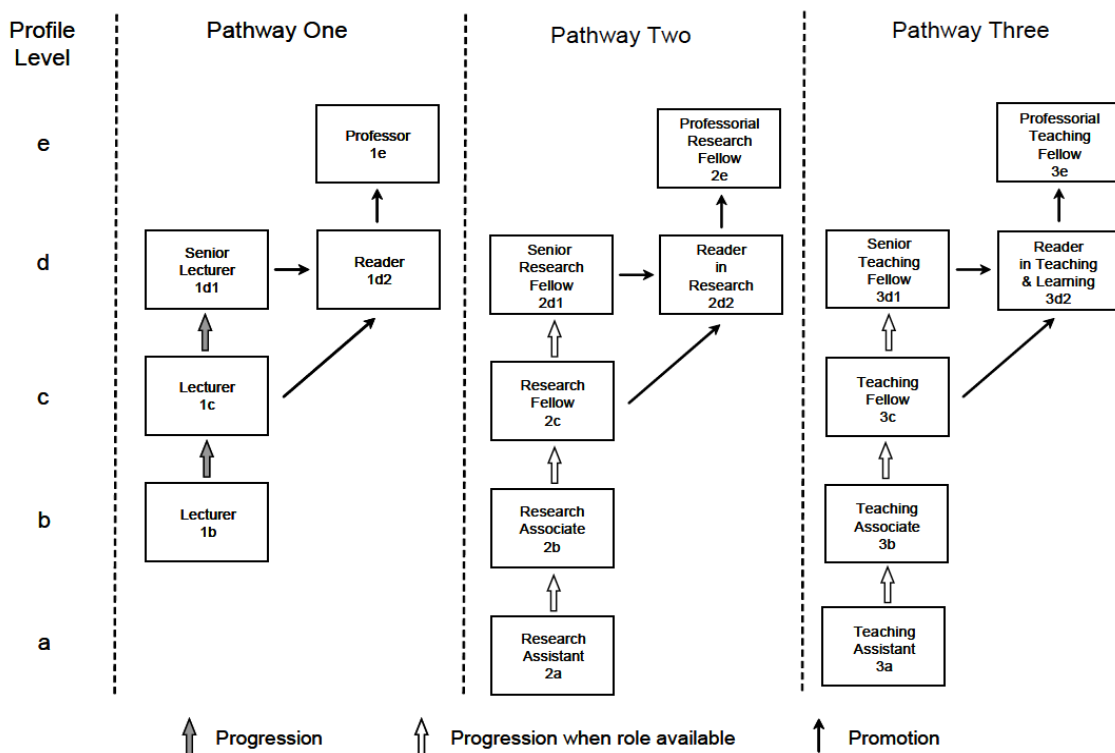 Profile
Level
Pathway One
Pathway Two
Pathway Three
e
Professor
1e
Professorial
Research
Fellow
2e
Professorial
Teaching
Fellow
3e
d
Senior
Lecturer
1d1
Reader
1d2
Senior
Research
Fellow
2d1
Reader
in
Research
2d2
Senior
Teaching
Fellow
3d1
Reader
in Teaching
& Learning
3d2
c
Lecturer
1c
Research
Fellow
2c
Teaching
Fellow
3c
b
Lecturer
1b
Research
Associate
2b
Teaching
Associate
3b
a
Research
Assistant
2a
Teaching
Assistant
3a
Progression
Progression when role available
Promotion